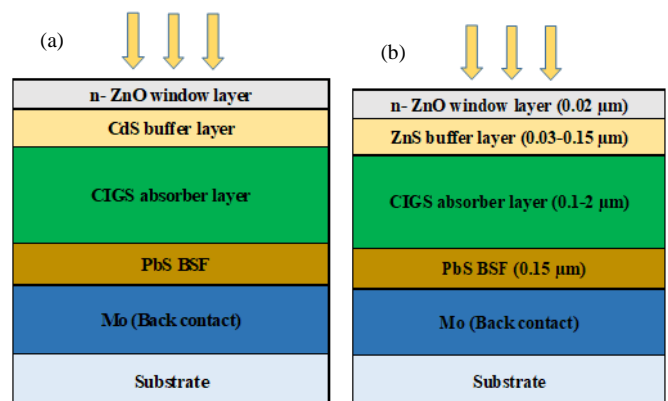 (a)
n- ZnO window layer
CdS buffer layer
CIGS absorber layer
PbS BSF
Mo (Back contact)
Substrate
(b)
n- ZnO window layer (0.02 µm)
ZnS buffer layer (0.03-0.15 µm)
CIGS absorber layer (0.1-2 µm)
PbS BSF (0.15 µm)
Mo (Back contact)
Substrate